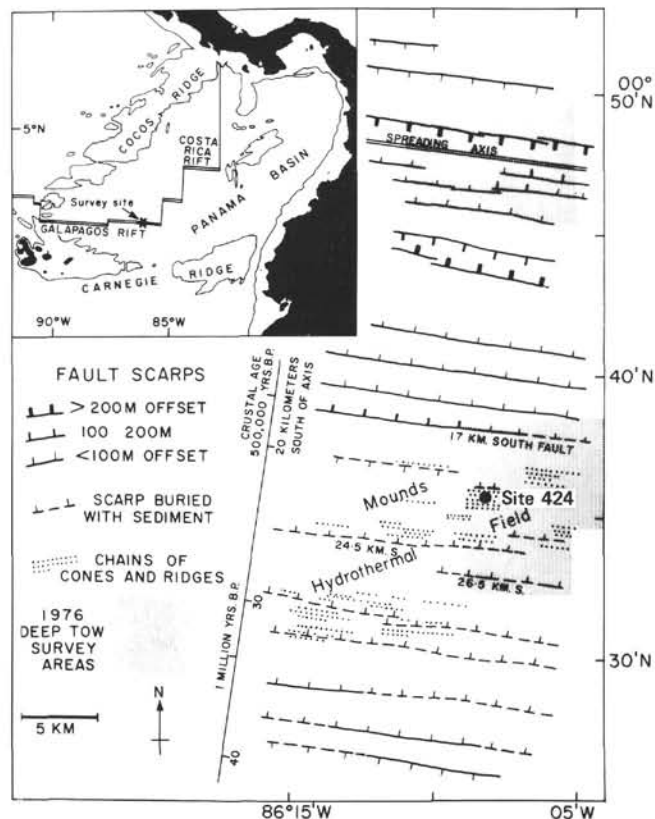 5°N
COCOS RIDGE
COSTA
RICA
RIFT
PANAMA BASIN
Survey site
GALAPAGOS RIFT
CARNEGIE RIDGE
90°W
85°W
00°
50'N
SPREADING AXIS
40'N
FAULT SCARPS
> 200M OFFSET
100 200M
<100M OFFSET
SCARP BURIED
WITH SEDIMENT
CHAINS OF
CONES AND RIDGES
1976
DEEP TOW
SURVEY
AREAS
N
5 KM
CRUSTAL AGE
500,000 YRS. B.P.
20 KILOMETERS
SOUTH OF AXIS
17 KM. SOUTH FAULT
Mounds
Site 424
Field
24·5 KM. S.
Hydrothermal
26·5 KM. S.
30
1 MILLION YRS. B.P.
30'N
40
86°15'W
05'W